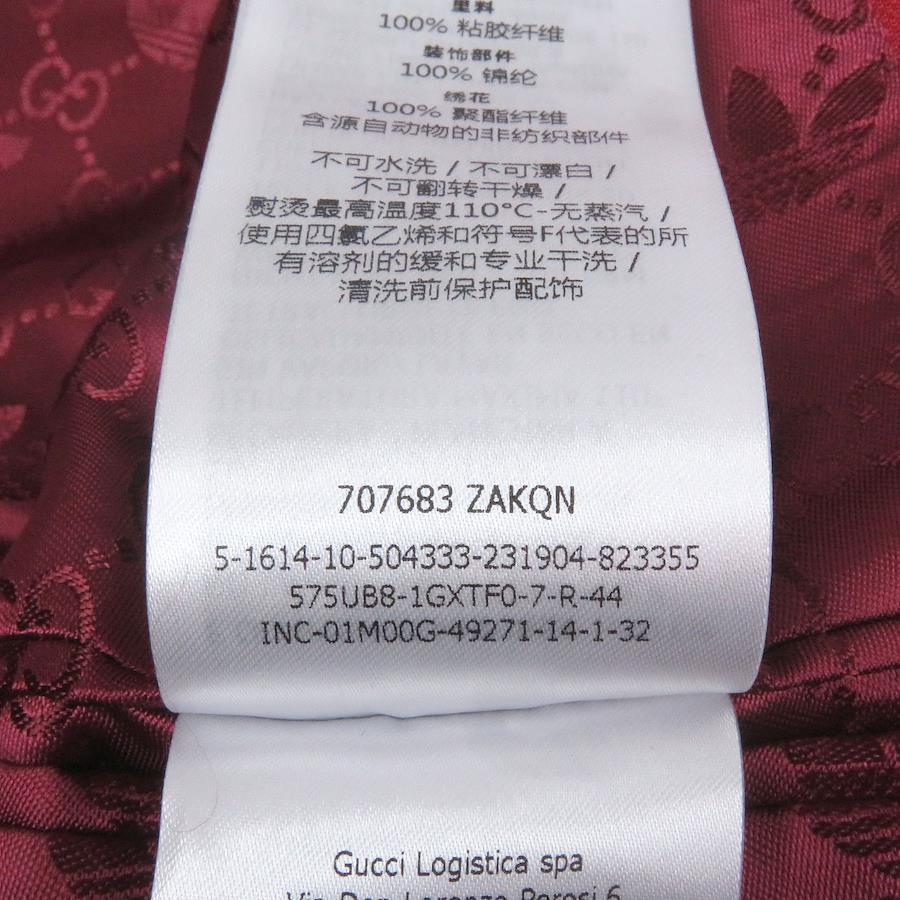 里料
100% 粘胶纤维
装饰部件
100% 锦纶
绣花
100% 聚酯纤维
含源自动物的非纺织部件
不可水洗 / 不可漂白 /
不可翻转干燥 /
熨烫最高温度110°C-无蒸汽 /
使用四氯乙烯和符号F代表的所
有溶剂的缓和专业干洗 /
清洗前保护配饰
707683 ZAKQN
5-1614-10-504333-231904-823355
575UB8-1GXTF0-7-R-44
INC-01M00G-49271-14-1-32
Gucci Logistica spa
Via Don Lorenzo Perosi 6